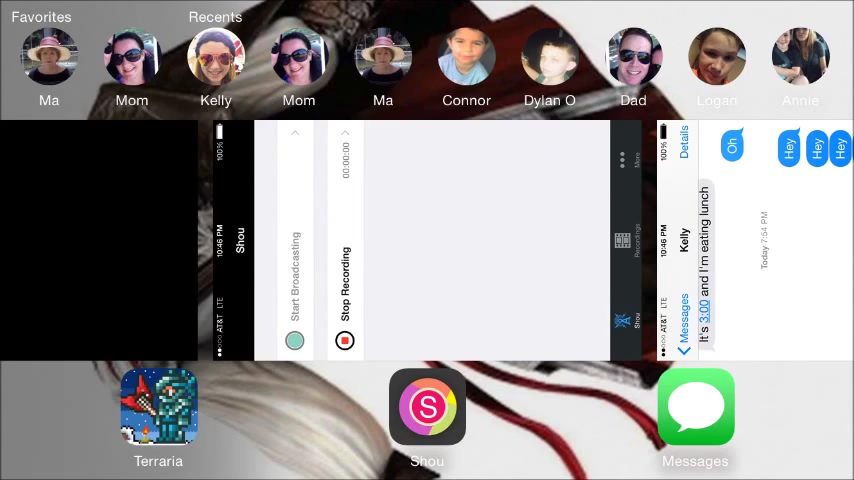 Favorites
Recents
Ma
Mom
Kelly
Mom
Ma
Connor
Dylan O
Dad
Logan
Annie
AT&T LTE
10:46 PM
100%
Shou
Start Broadcasting
Stop Recording
00:00:00
Shou
Recordings
More
AT&T LTE
10:46 PM
100%
Messages
Kelly
Details
It's 3:00 and I'm eating lunch
Oh
Today 7:54 PM
Hey
Hey
Hey
S
Terraria
Shou
Messages